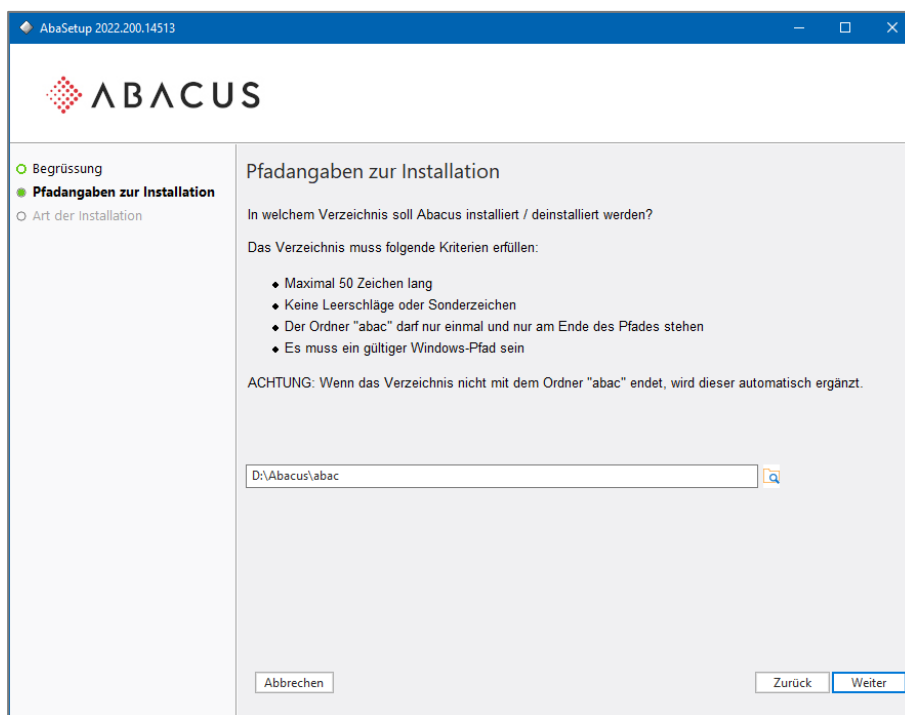 AbaSetup 2022.200.14513
ABACUS
Begrüssung
Pfadangaben zur Installation
Art der Installation
Pfadangaben zur Installation
In welchem Verzeichnis soll Abacus installiert / deinstalliert werden?
Das Verzeichnis muss folgende Kriterien erfüllen:
Maximal 50 Zeichen lang
Keine Leerschläge oder Sonderzeichen
Der Ordner "abac" darf nur einmal und nur am Ende des Pfades stehen
Es muss ein gültiger Windows-Pfad sein
ACHTUNG: Wenn das Verzeichnis nicht mit dem Ordner "abac" endet, wird dieser automatisch ergänzt.
D:\Abacus\abac
Abbrechen
Zurück
Weiter